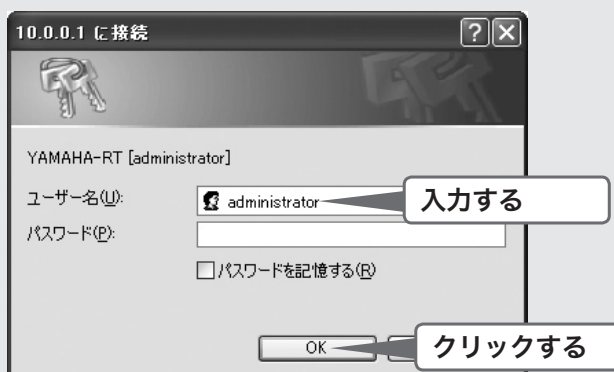 10.0.0.1 に接続
YAMAHA-RT [administrator]
ユーザー名(U):
administrator
入力する
パスワード(P):
パスワードを記憶する(R)
OK
クリックする